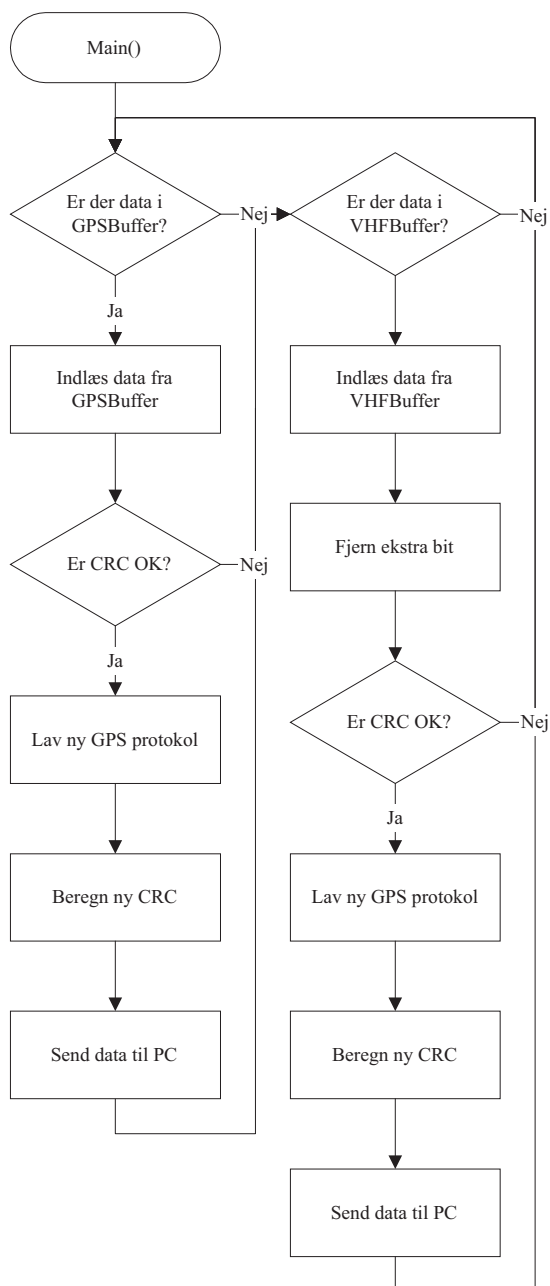 Main()
Er der data i
GPSBuffer?
Nej
Er der data i
VHFBuffer?
Nej
Ja
Indlæs data fra
GPSBuffer
Indlæs data fra
VHFBuffer
Fjern ekstra bit
Er CRC OK?
Nej
Ja
Lav ny GPS protokol
Er CRC OK?
Nej
Ja
Beregn ny CRC
Lav ny GPS protokol
Send data til PC
Beregn ny CRC
Send data til PC